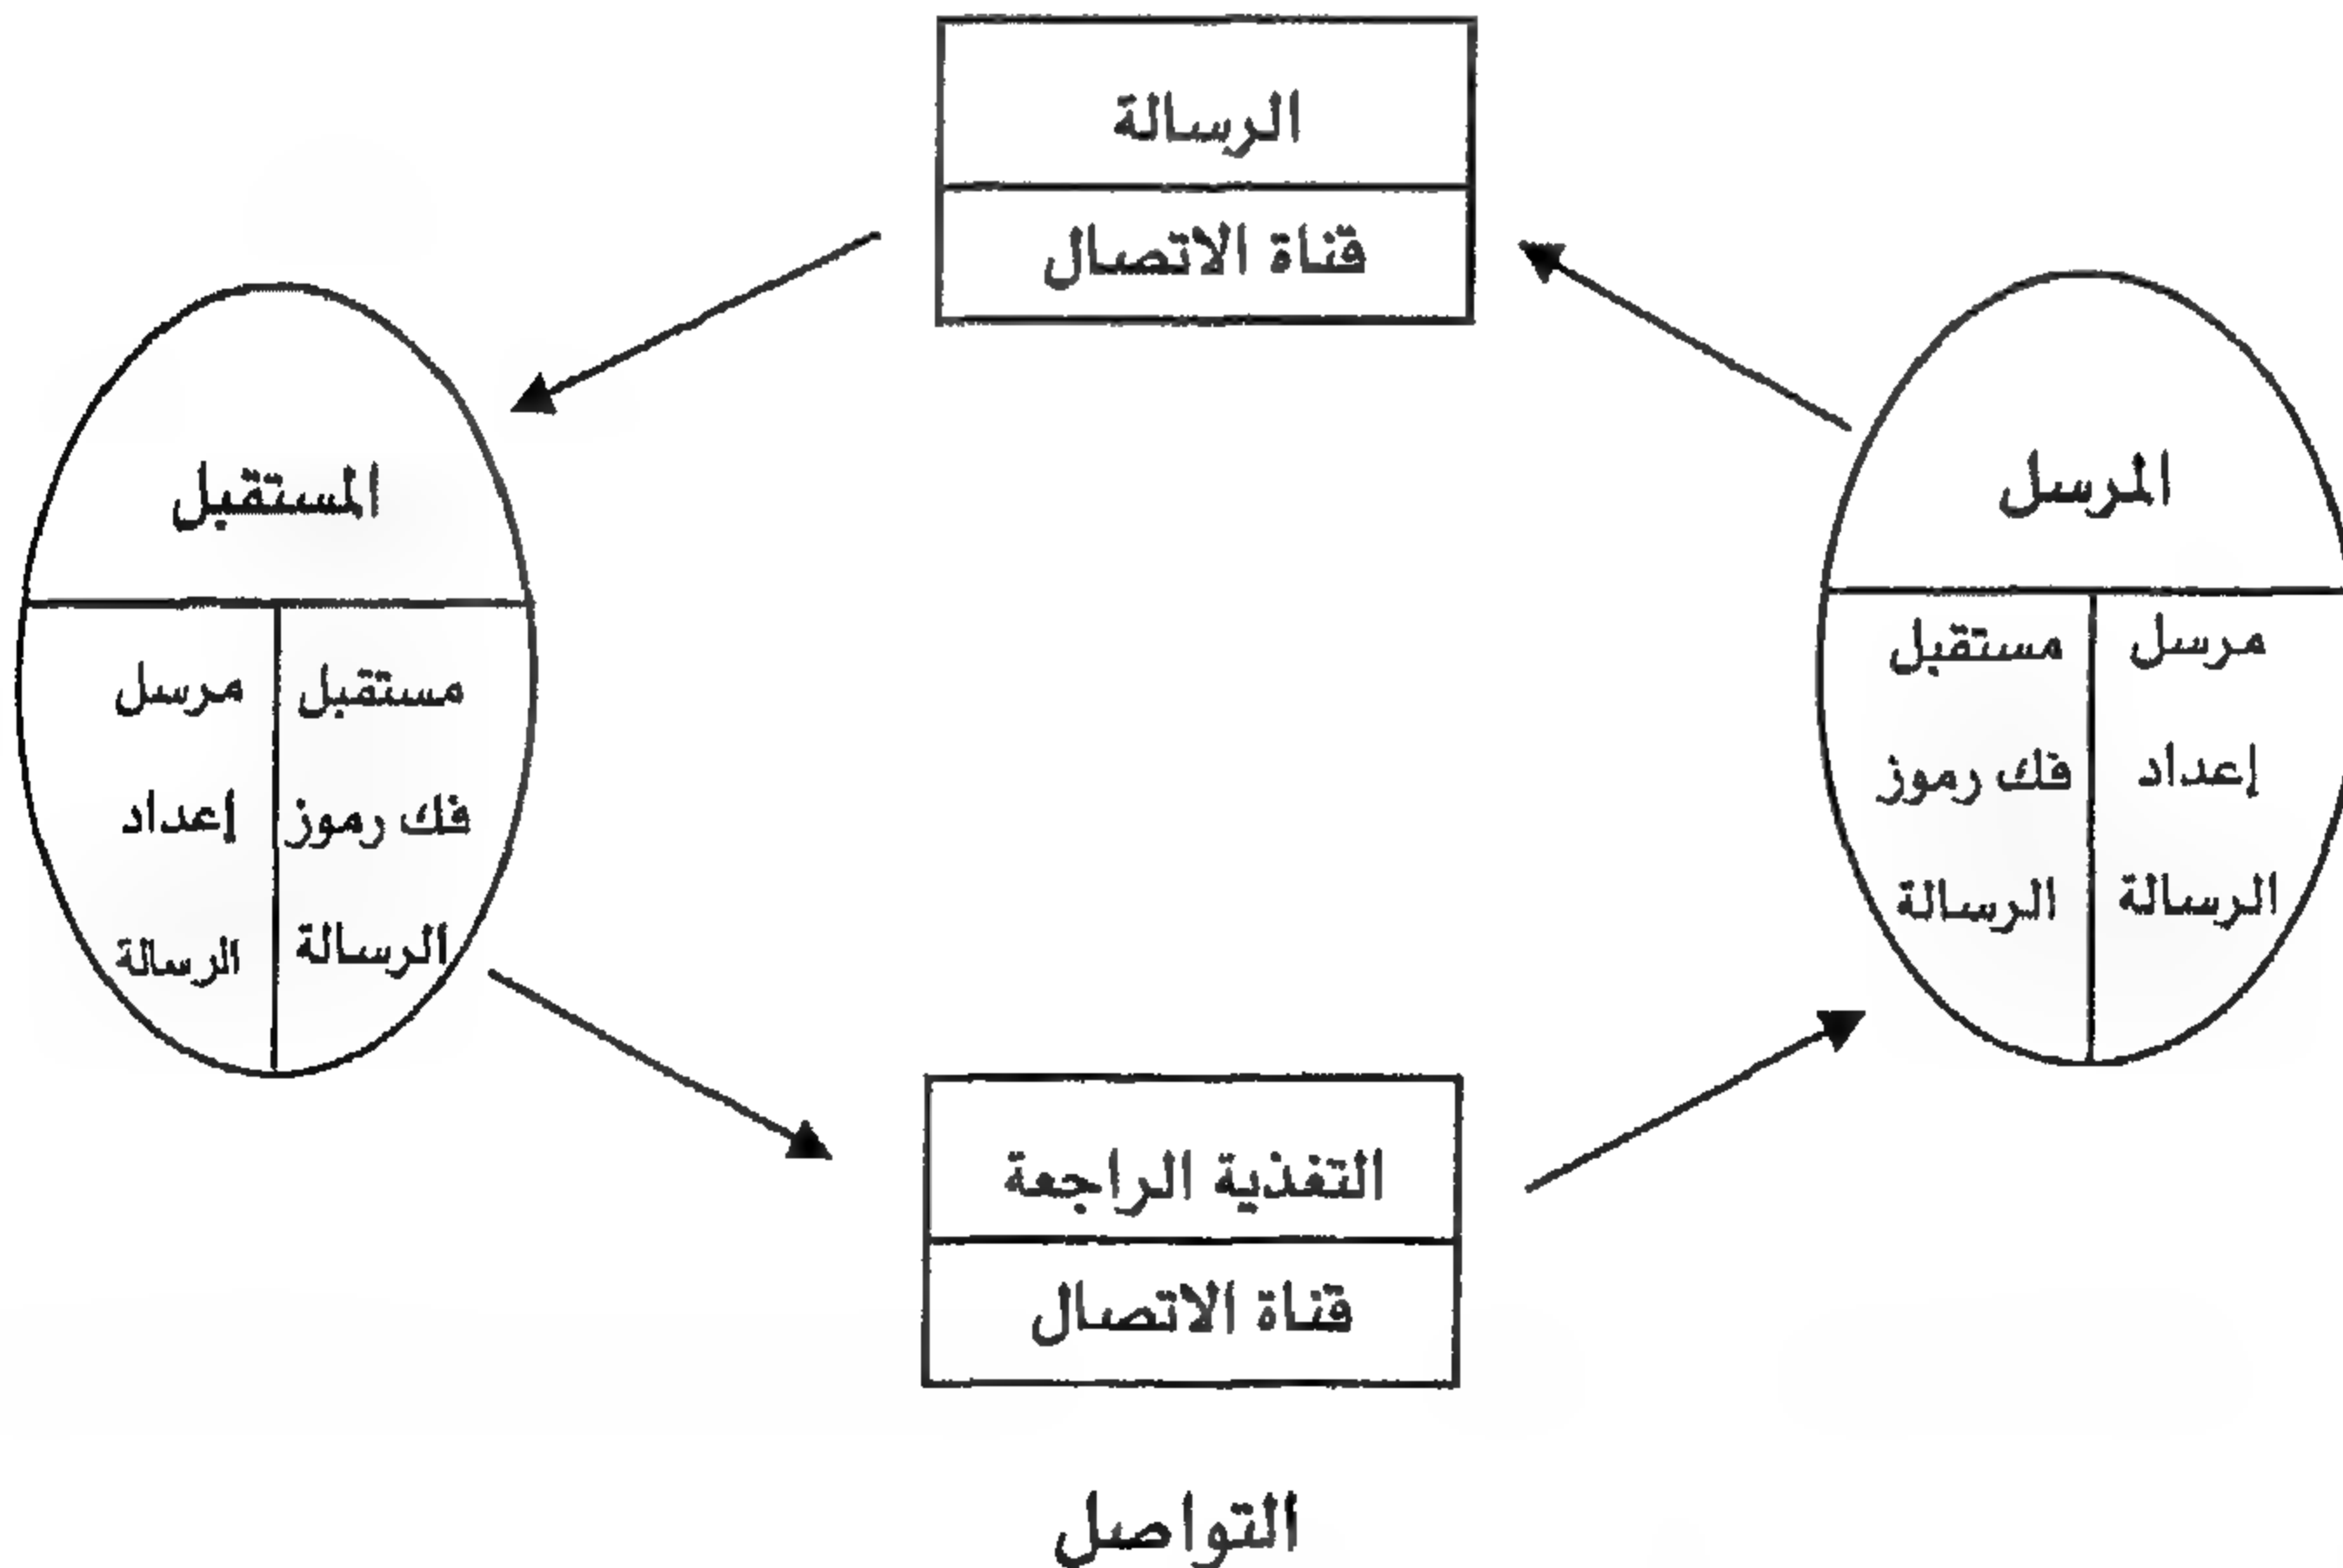 الرسالة
قناة الاتصال
المرسل
مرسل
إعداد
الرسالة
مستقبل
فك رموز
الرسالة
المستقبل
مستقبل
فك رموز
الرسالة
مرسل
إعداد
الرسالة
التغذية الراجعة
قناة الاتصال
التواصل